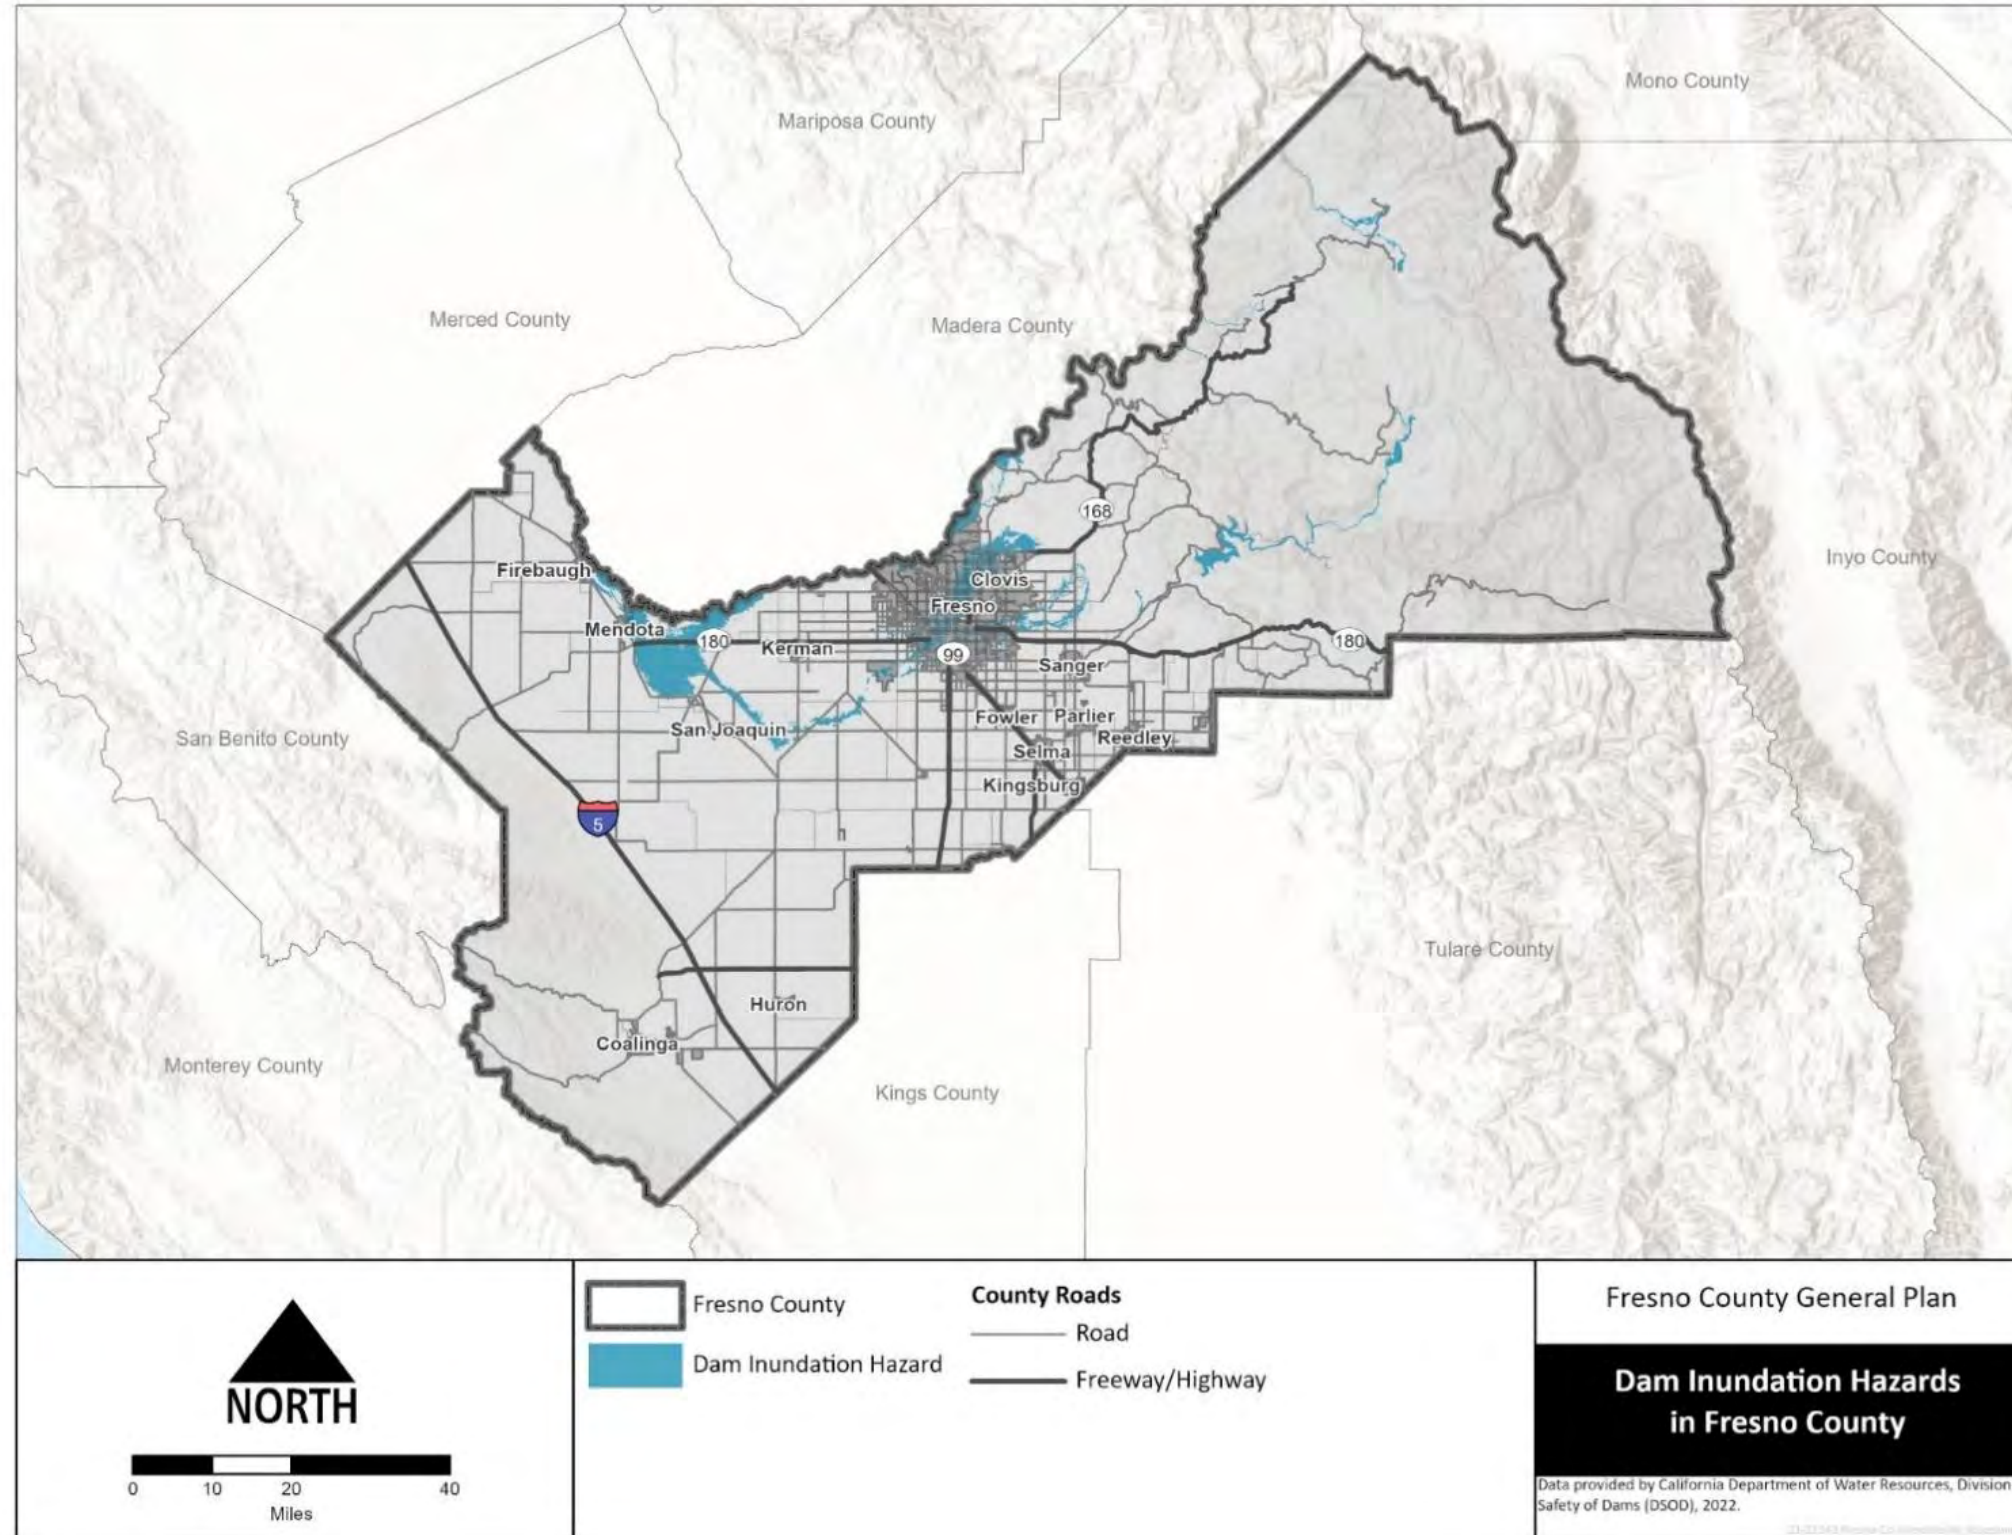 Mono County
Mariposa County
Merced County
Madera County
168
Inyo County
Firebaugh
Clovis
Fresno
Mendota
180
Kerman
99
180
Sanger
San Benito County
San Joaquin
Fowler
Parlier
Reedley
Selma
Kingsburg
5
Tulare County
Huron
Coalinga
Monterey County
Kings County
NORTH
0
10
20
40
Miles
Fresno County
Dam Inundation Hazard
County Roads
Road
Freeway/Highway
Fresno County General Plan
Dam Inundation Hazards
in Fresno County
Data provided by California Department of Water Resources, Division
Safety of Dams (DSOD), 2022.